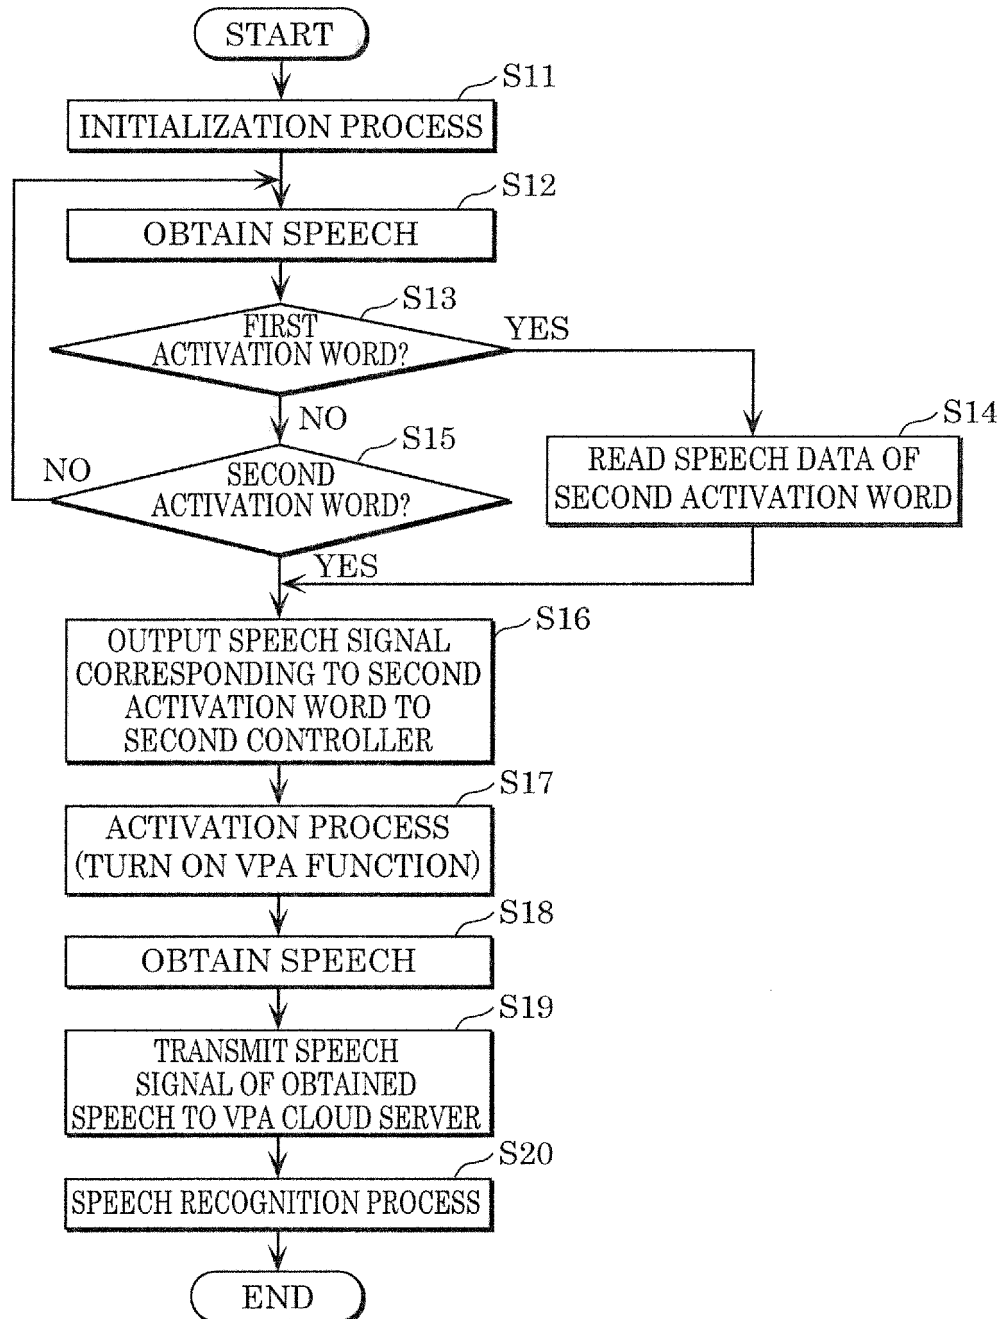 START
S11
INITIALIZATION PROCESS
S12
OBTAIN SPEECH
S13
FIRST
ACTIVATION WORD?
YES
NO
S14
READ SPEECH DATA OF
SECOND ACTIVATION WORD
S15
NO
SECOND
ACTIVATION WORD?
YES
S16
OUTPUT SPEECH SIGNAL
CORRESPONDING TO SECOND
ACTIVATION WORD TO
SECOND CONTROLLER
S17
ACTIVATION PROCESS
(TURN ON VPA FUNCTION)
S18
OBTAIN SPEECH
S19
TRANSMIT SPEECH
SIGNAL OF OBTAINED
SPEECH TO VPA CLOUD SERVER
S20
SPEECH RECOGNITION PROCESS
END